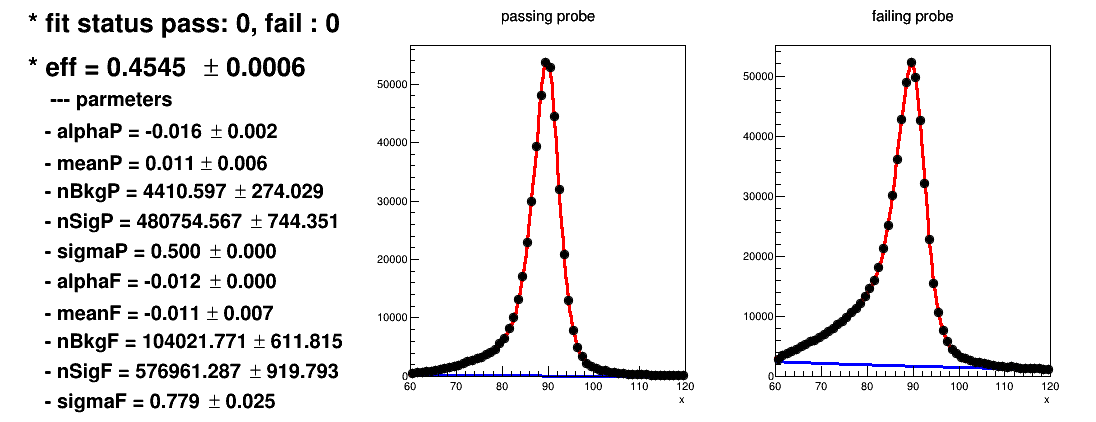 * fit status pass: 0, fail : 0
* eff = 0.4545 ± 0.0006
--- parmeters
- alphaP = -0.016 ± 0.002
- meanP = 0.011 ± 0.006
- nBkgP = 4410.597 ± 274.029
- nSigP = 480754.567 ± 744.351
- sigmaP = 0.500 ± 0.000
- alphaF = -0.012 ± 0.000
- meanF = -0.011 ± 0.007
- nBkgF = 104021.771 ± 611.815
- nSigF = 576961.287 ± 919.793
- sigmaF = 0.779 ± 0.025
passing probe
50000
40000
30000
20000
10000
0
60 70 80 90 100 110 120
x
failing probe
50000
40000
30000
20000
10000
0
60 70 80 90 100 110 120
x